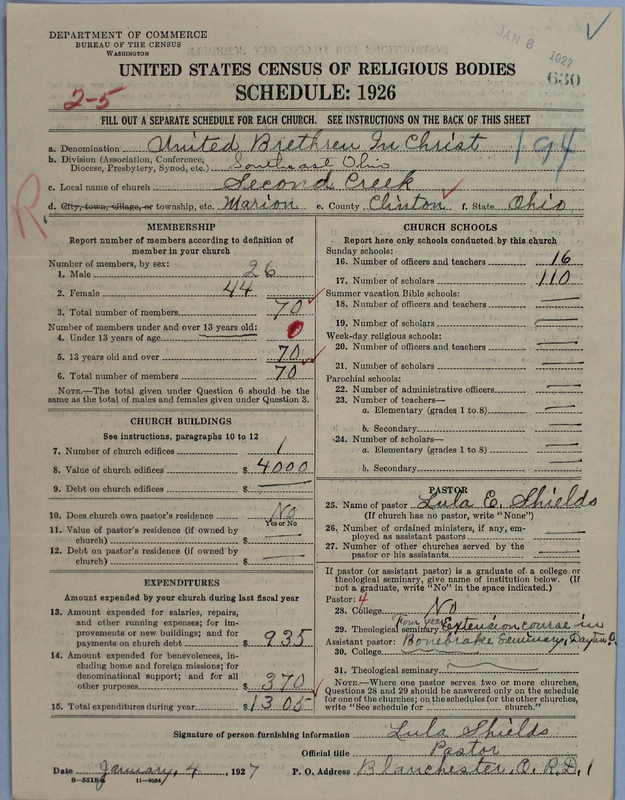 DEPARTMENT OF COMMERCE
BUREAU OF THE CENSUS
WASHINGTON
JAN 6 1927
630
UNITED STATES CENSUS OF RELIGIOUS BODIES
SCHEDULE: 1926
2-5
FILL OUT A SEPARATE SCHEDULE FOR EACH CHURCH. SEE INSTRUCTIONS ON THE BACK OF THIS SHEET
a. Denomination United Brethren In Christ
194
b. Division (Association, Conference, Diocese, Presbytery, Synod, etc.) Southeast Ohio
c. Local name of church Second Creek
d. City, town, village, or township, etc. Marion e. County Clinton f. State Ohio
R
MEMBERSHIP
Report number of members according to definition of
member in your church
Number of members, by sex:
1. Male 26
2. Female 44
3. Total number of members 70
Number of members under and over 13 years old:
4. Under 13 years of age 0
5. 13 years old and over 70
6. Total number of members 70
NOTE.—The total given under Question 6 should be
same as the total of males and females given under Question 3.
CHURCH BUILDINGS
See instructions, paragraphs 10 to 12
7. Number of church edifices 1
8. Value of church edifices $ 4000
9. Debt on church edifices $
10. Does church own pastor's residence No
Yes or No
11. Value of pastor's residence (if owned by
church) $
12. Debt on pastor's residence (if owned by
church) $
EXPENDITURES
Amount expended by your church during last fiscal year
13. Amount expended for salaries, repairs,
and other running expenses; for im-
provements or new buildings; and for
payments on church debt $ 935
14. Amount expended for benevolences, in-
cluding home and foreign missions; for
denominational support; and for all
other purposes $ 370
15. Total expenditures during year $ 1305
CHURCH SCHOOLS
Report here only schools conducted by this church
Sunday schools:
16. Number of officers and teachers 16
17. Number of scholars 110
Summer vacation Bible schools:
18. Number of officers and teachers
19. Number of scholars
Week-day religious schools:
20. Number of officers and teachers
21. Number of scholars
Parochial schools:
22. Number of administrative officers
23. Number of teachers—
a. Elementary (grades 1 to 8)
b. Secondary
24. Number of scholars—
a. Elementary (grades 1 to 8)
b. Secondary
PASTOR
25. Name of pastor Lula E. Shields
(If church has no pastor, write "None")
26. Number of ordained ministers, if any, em-
ployed as assistant pastors
27. Number of other churches served by the
pastor or his assistants
If pastor (or assistant pastor) is a graduate of a college or
theological seminary, give name of institution below. (If
not a graduate, write "No" in the space indicated.)
Pastor: 4
28. College No
29. Theological seminary Four Year Extension course in
Assistant pastor: Bonebrake Seminary, Dayton, O.
30. College
31. Theological seminary
NOTE.—Where one pastor serves two or more churches,
Questions 28 and 29 should be answered only on the schedule
for one of the churches; on the schedules for the other churches,
write "See schedule for church."
Signature of person furnishing information Lula Shields
Official title Pastor
Date January, 4, 1927 P. O. Address Blanchester, O. R.D. 1
11—9064